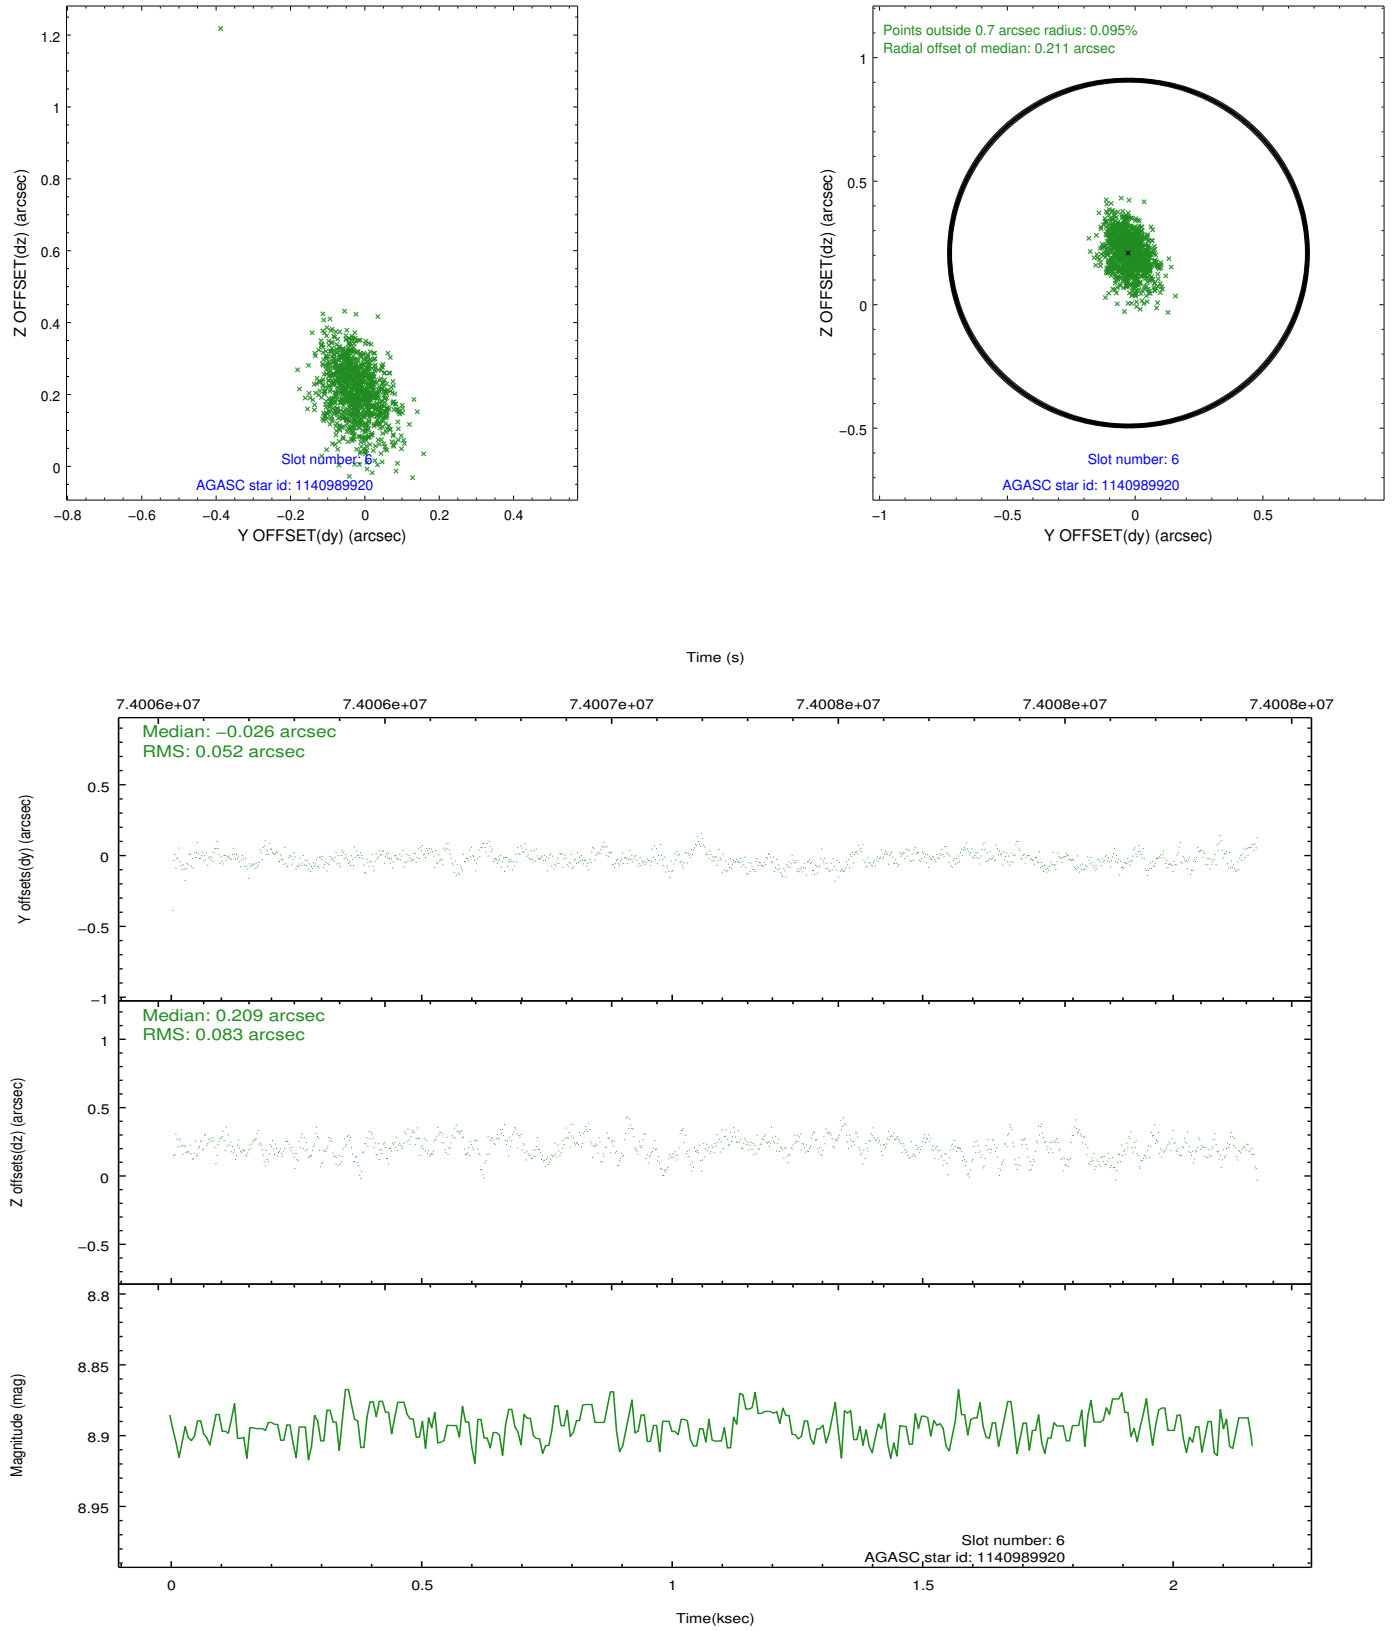 1.2
1
0.8
0.6
0.4
0.2
0
Z OFFSET(dz) (arcsec)
Slot number: 6
AGASC star id: 1140989920
−0.8
−0.6
−0.4
−0.2
0
0.2
0.4
Y OFFSET(dy) (arcsec)
Points outside 0.7 arcsec radius: 0.095%
Radial offset of median: 0.211 arcsec
1
0.5
0
−0.5
Z OFFSET(dz) (arcsec)
Slot number: 6
AGASC star id: 1140989920
−1
−0.5
0
0.5
Y OFFSET(dy) (arcsec)
Time (s)
7.4006e+07
7.4006e+07
7.4007e+07
7.4008e+07
7.4008e+07
7.4008e+07
Median: −0.026 arcsec
RMS: 0.052 arcsec
0.5
0
−0.5
−1
Y offsets(dy) (arcsec)
Median: 0.209 arcsec
RMS: 0.083 arcsec
1
0.5
0
−0.5
Z offsets(dz) (arcsec)
8.8
8.85
8.9
8.95
Magnitude (mag)
Slot number: 6
AGASC star id: 1140989920
0
0.5
1
1.5
2
Time(ksec)